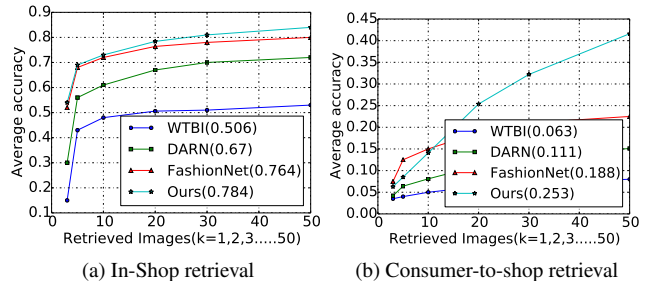 0.9
0.8
0.7
0.6
0.5
0.4
0.3
0.2
0.1
Average accuracy
0 10 20 30 40 50
Retrieved Images(k=1,2,3.....50)
WTBI(0.506)
DARN(0.67)
FashionNet(0.764)
Ours(0.784)
(a) In-Shop retrieval
0.45
0.40
0.35
0.30
0.25
0.20
0.15
0.10
0.05
0.00
Average accuracy
0 10 20 30 40 50
Retrieved Images(k=1,2,3.....50)
WTBI(0.063)
DARN(0.111)
FashionNet(0.188)
Ours(0.253)
(b) Consumer-to-shop retrieval